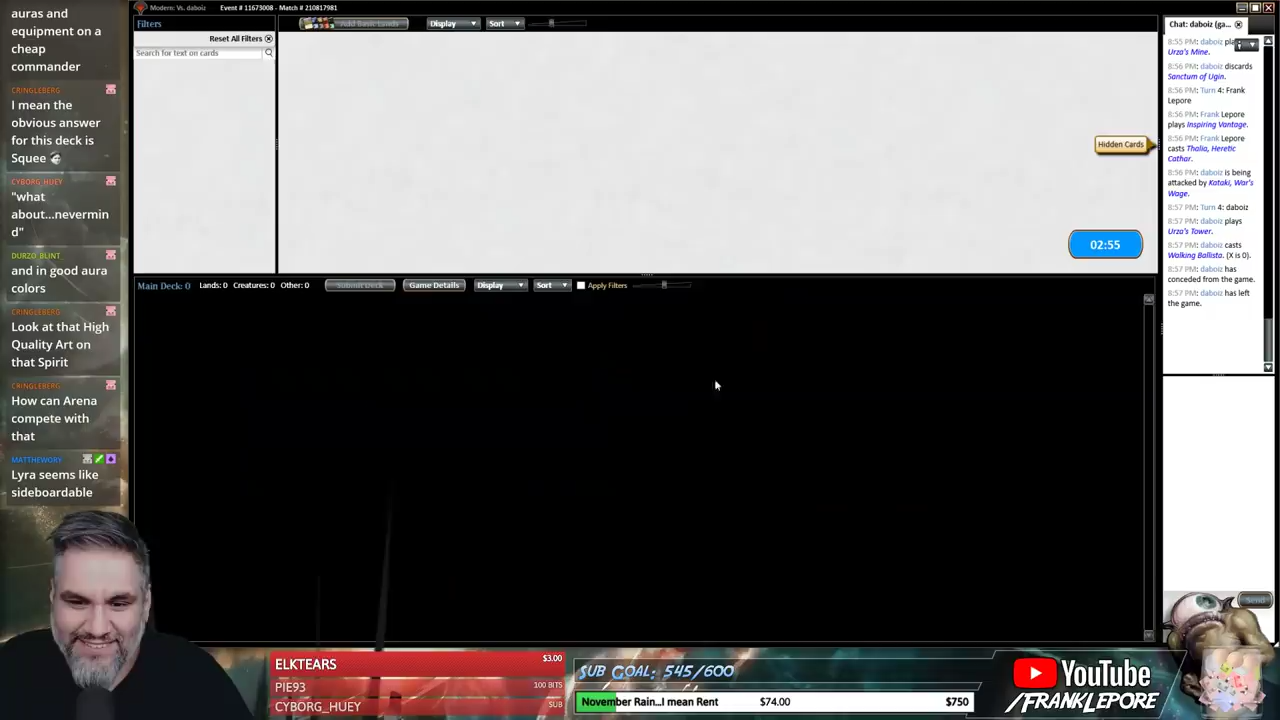 Modern: Vs. daboiz Event # 11673008 - Match # 210817981
auras and
equipment on a
cheap
commander
CRINGLEBERG
I mean the
obvious answer
for this deck is
Squee
CYBORG_HUEY
"what
about...nevermin
d"
DURZO_BLINT_
and in good aura
colors
CRINGLEBERG
Look at that High
Quality Art on
that Spirit
CRINGLEBERG
How can Arena
compete with
that
MATTHEWORY
Lyra seems like
sideboardable
Filters
Reset All Filters
Search for text on cards
Add Basic Lands Display Sort
Hidden Cards
02:55
Main Deck: 0 Lands: 0 Creatures: 0 Other: 0 Submit Deck Game Details Display Sort Apply Filters
Chat: daboiz (ga...
8:55 PM: daboiz
Urza's Mine.
8:56 PM: daboiz discards
Sanctum of Ugin.
8:56 PM: Turn 4: Frank
Lepore
8:56 PM: Frank Lepore
plays Inspiring Vantage.
8:56 PM: Frank Lepore
casts Thalia, Heretic
Cathar.
8:56 PM: daboiz is being
attacked by Kataki, War's
Wage.
8:57 PM: Turn 4: daboiz
8:57 PM: daboiz plays
Urza's Tower.
8:57 PM: daboiz casts
Walking Ballista. (X is 0).
8:57 PM: daboiz has
conceded from the game.
8:57 PM: daboiz has left
the game.
Send
ELKTEARS $3.00
PIE93 100 BITS
CYBORG_HUEY SUB
SUB GOAL: 545/600
November Rain...I mean Rent $74.00 $750
YouTube
/FRANKLEPORE